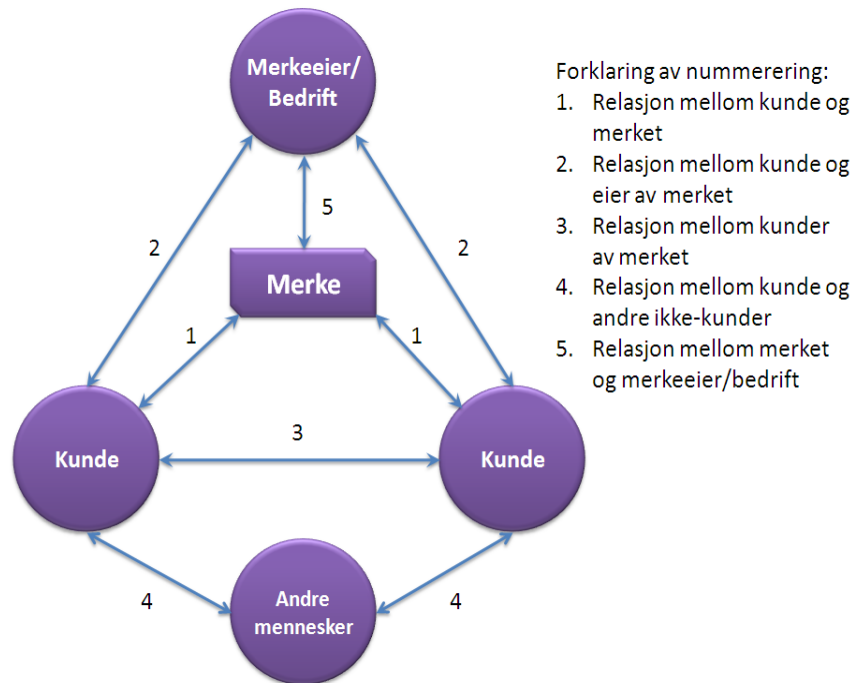 Merkeeier/
Bedrift
Forklaring av nummerering:
1. Relasjon mellom kunde og
merket
2. Relasjon mellom kunde og
eier av merket
3. Relasjon mellom kunder
av merket
4. Relasjon mellom kunde og
andre ikke-kunder
5. Relasjon mellom merket
og merkeeier/bedrift
5
2
2
Merke
1
1
3
Kunde
Kunde
4
4
Andre
mennesker